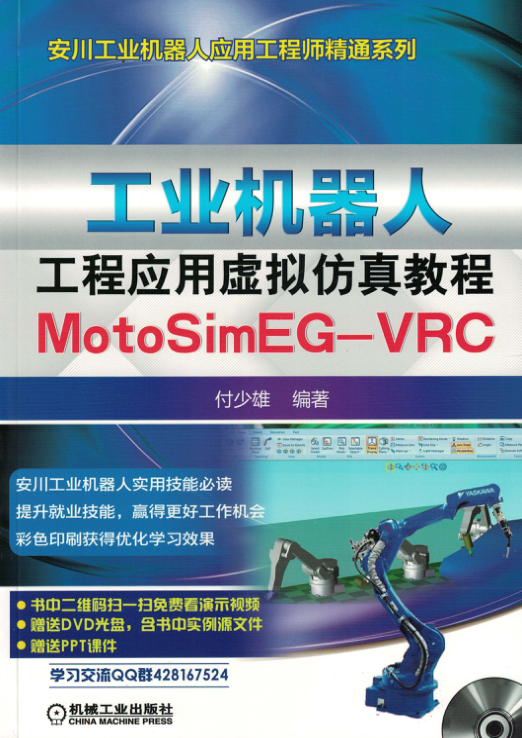 安川工业机器人应用工程师精通系列
工业机器人
工程应用虚拟仿真教程
MotoSimEG—VRC
付少雄 编著
安川工业机器人实用技能必读
提升就业技能，赢得更好工作机会
彩色印刷获得优化学习效果
YASKAWA
书中二维码扫一扫免费看演示视频
赠送DVD光盘，含书中实例源文件
赠送PPT课件
学习交流QQ群428167524
机械工业出版社
CHINA MACHINE PRESS